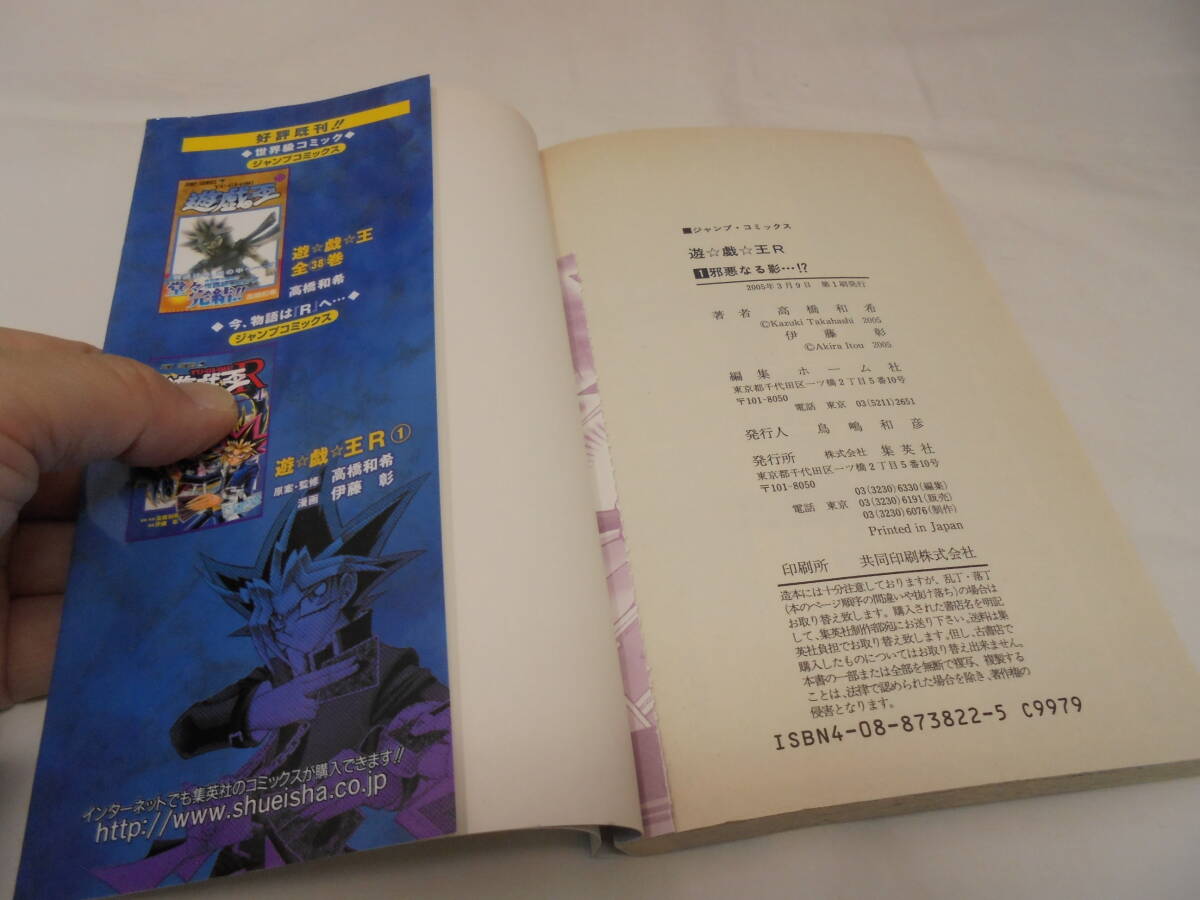 好評既刊!!
◆世界級コミック◆
ジャンプコミックス
遊戯王
堂々完結!!
遊☆戯☆王
全38巻
高橋和希
◆今、物語は『R』へ…◆
ジャンプコミックス
遊☆戯☆王R①
原案・監修 高橋和希
漫画 伊藤 彰
インターネットでも集英社のコミックスが購入できます!!
http://www.shueisha.co.jp
■ジャンプ・コミックス
遊☆戯☆王R
1邪悪なる影…!?
2005年3月9日 第1刷発行
著者 高橋和希
©Kazuki Takahashi 2005
伊藤 彰
©Akira Itou 2005
編集 ホーム社
東京都千代田区一ツ橋2丁目5番10号
〒101-8050
電話 東京 03(5211)2651
発行人 鳥嶋和彦
発行所 株式会社 集英社
東京都千代田区一ツ橋2丁目5番10号
〒101-8050
03(3230)6330(編集)
電話 東京 03(3230)6191(販売)
03(3230)6076(制作)
Printed in Japan
印刷所 共同印刷株式会社
造本には十分注意しておりますが、乱丁・落丁
(本のページ順序の間違いや抜け落ち)の場合は
お取り替え致します。購入された書店名を明記
して、集英社制作部宛にお送り下さい。送料は集
英社負担でお取り替え致します。但し、古書店で
購入したものについてはお取り替え出来ません。
本書の一部または全部を無断で複写、複製する
ことは、法律で認められた場合を除き、著作権の
侵害となります。
ISBN4-08-873822-5 C9979